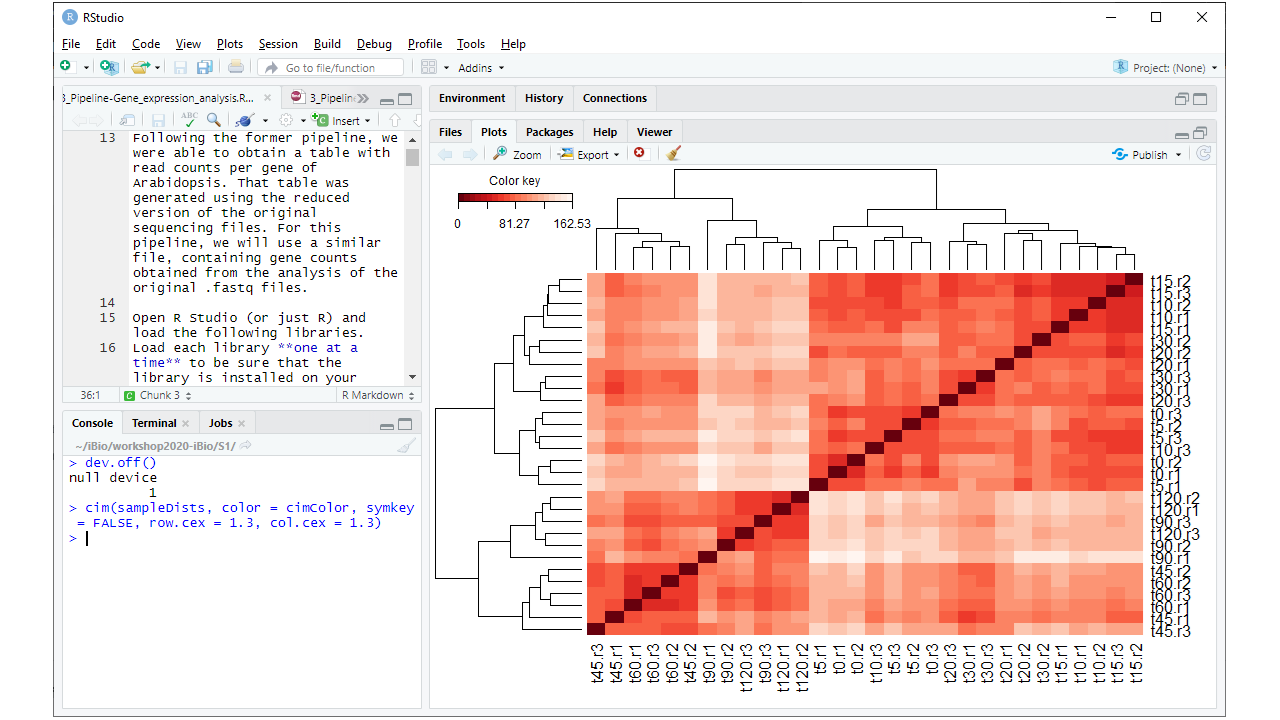 RStudio
File Edit Code View Plots Session Build Debug Profile Tools Help
Go to file/function
Addins
Project: (None)
3_Pipeline-Gene_expression_analysis.R...
3_Pipelin
ABC
Insert
13 Following the former pipeline, we
were able to obtain a table with
read counts per gene of
Arabidopsis. That table was
generated using the reduced
version of the original
sequencing files. For this
pipeline, we will use a similar
file, containing gene counts
obtained from the analysis of the
original .fastq files.
14
15 Open R Studio (or just R) and
load the following libraries.
16 Load each library **one at a
time** to be sure that the
library is installed on your
36:1 Chunk 3 R Markdown
Console Terminal Jobs
~/iBio/workshop2020-iBio/S1/
> dev.off()
null device
1
> cim(sampleDists, color = cimColor, symkey
= FALSE, row.cex = 1.3, col.cex = 1.3)
>
Environment History Connections
Files Plots Packages Help Viewer
Zoom Export Publish
Color key
0 81.27 162.53
t15.r2
t15.r3
t10.r2
t10.r1
t15.r1
t30.r2
t20.r2
t20.r1
t30.r3
t30.r1
t20.r3
t0.r3
t5.r2
t5.r3
t10.r3
t0.r2
t0.r1
t5.r1
t120.r2
t120.r1
t90.r3
t120.r3
t90.r2
t90.r1
t45.r2
t60.r2
t60.r3
t60.r1
t45.r1
t45.r3
t45.r3 t45.r1 t60.r1 t60.r3 t60.r2 t45.r2 t90.r1 t90.r2 t120.r3 t90.r3 t120.r1 t120.r2 t5.r1 t0.r1 t0.r2 t10.r3 t5.r3 t5.r2 t0.r3 t20.r3 t30.r1 t30.r3 t20.r1 t20.r2 t30.r2 t15.r1 t10.r1 t10.r2 t15.r3 t15.r2